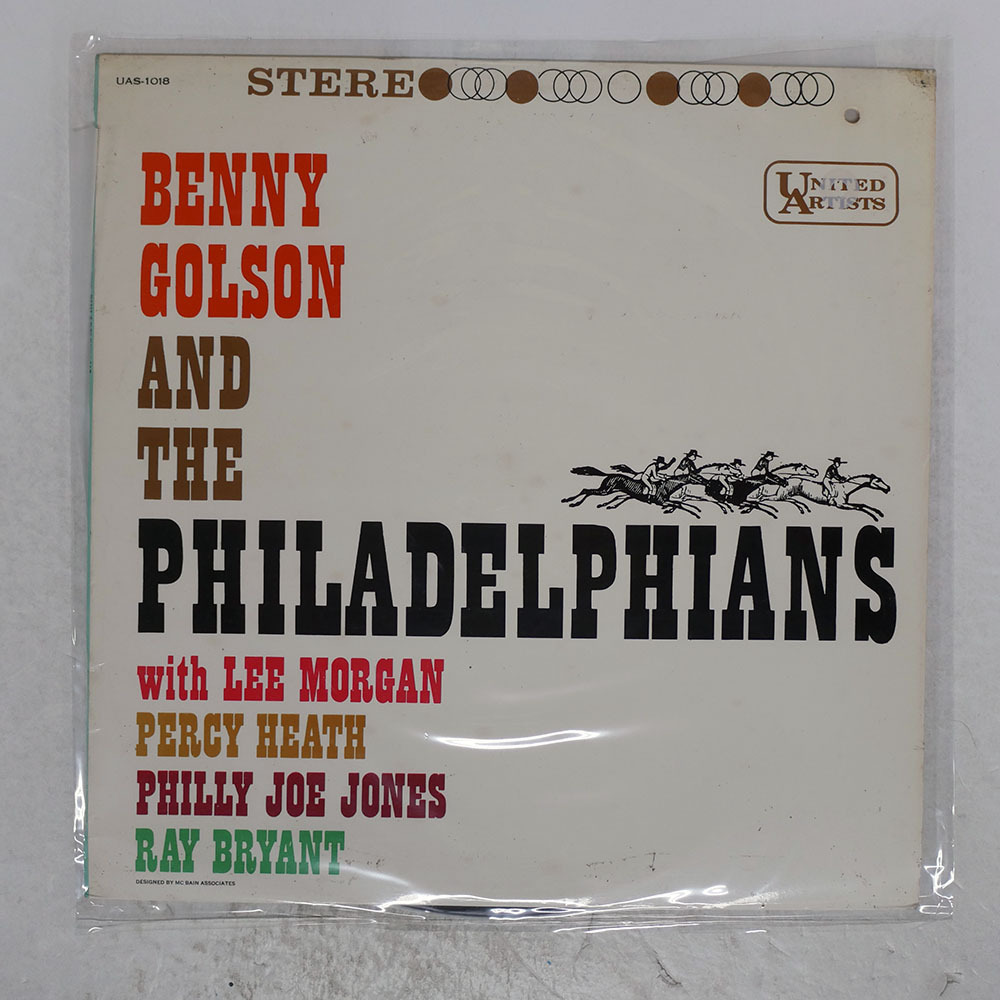 UAS-1018
STEREO
UNITED
ARTISTS
BENNY
GOLSON
AND
THE
PHILADELPHIANS
with LEE MORGAN
PERCY HEATH
PHILLY JOE JONES
RAY BRYANT
DESIGNED BY MC BAIN ASSOCIATES